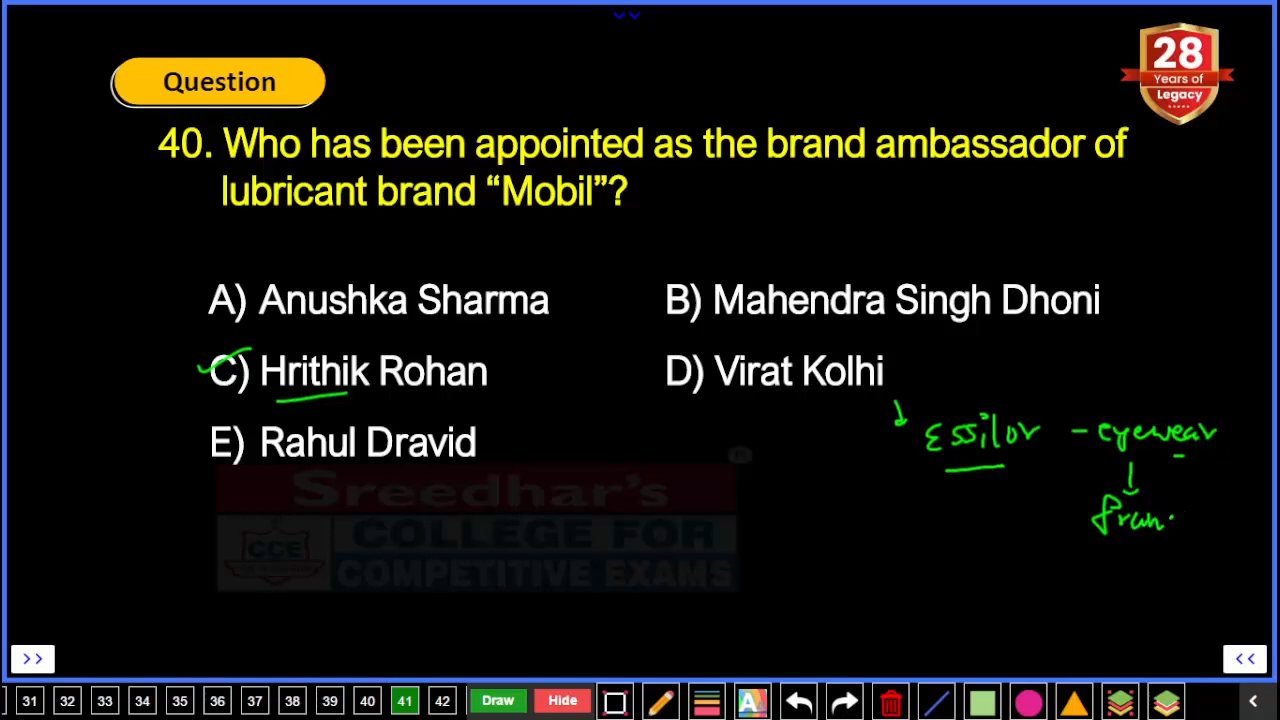 28
Years of
Legacy
Question
40. Who has been appointed as the brand ambassador of
lubricant brand “Mobil”?
A) Anushka Sharma
B) Mahendra Singh Dhoni
C) Hrithik Rohan
D) Virat Kolhi
Essilor - eyewear
E) Rahul Dravid
Sreedhar's
CCE
COLLEGE FOR
COMPETITIVE EXAMS
>>
<<
31 32 33 34 35 36 37 38 39 40 41 42 Draw Hide A